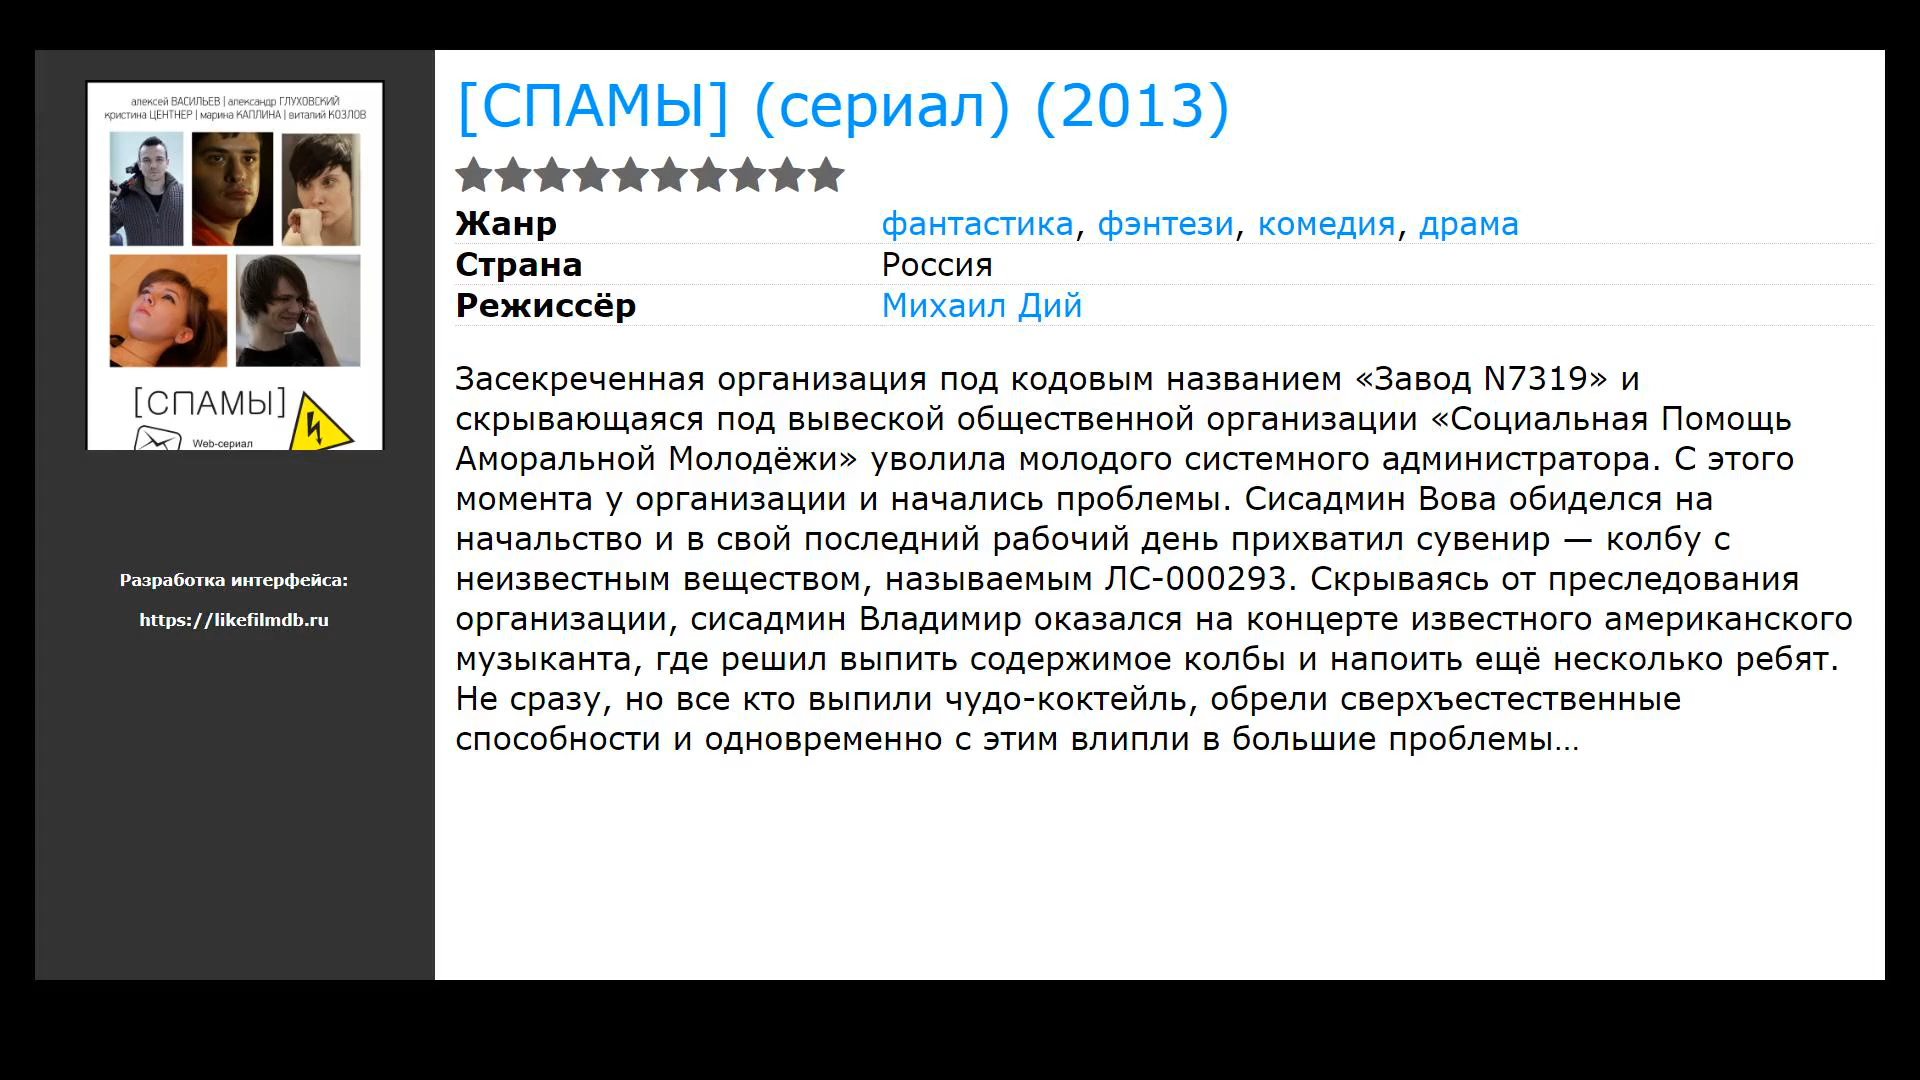 алексей ВАСИЛЬЕВ | александр ГЛУХОВСКИЙ
кристина ЦЕНТНЕР | марина КАПЛИНА | виталий КОЗЛОВ
[СПАМЫ]
Web-сериал
Разработка интерфейса:
https://likefilmdb.ru
[СПАМЫ] (сериал) (2013)
Жанр фантастика, фэнтези, комедия, драма
Страна Россия
Режиссёр Михаил Дий
Засекреченная организация под кодовым названием «Завод N7319» и
скрывающаяся под вывеской общественной организации «Социальная Помощь
Аморальной Молодёжи» уволила молодого системного администратора. С этого
момента у организации и начались проблемы. Сисадмин Вова обиделся на
начальство и в свой последний рабочий день прихватил сувенир — колбу с
неизвестным веществом, называемым ЛС-000293. Скрываясь от преследования
организации, сисадмин Владимир оказался на концерте известного американского
музыканта, где решил выпить содержимое колбы и напоить ещё несколько ребят.
Не сразу, но все кто выпили чудо-коктейль, обрели сверхъестественные
способности и одновременно с этим влипли в большие проблемы…